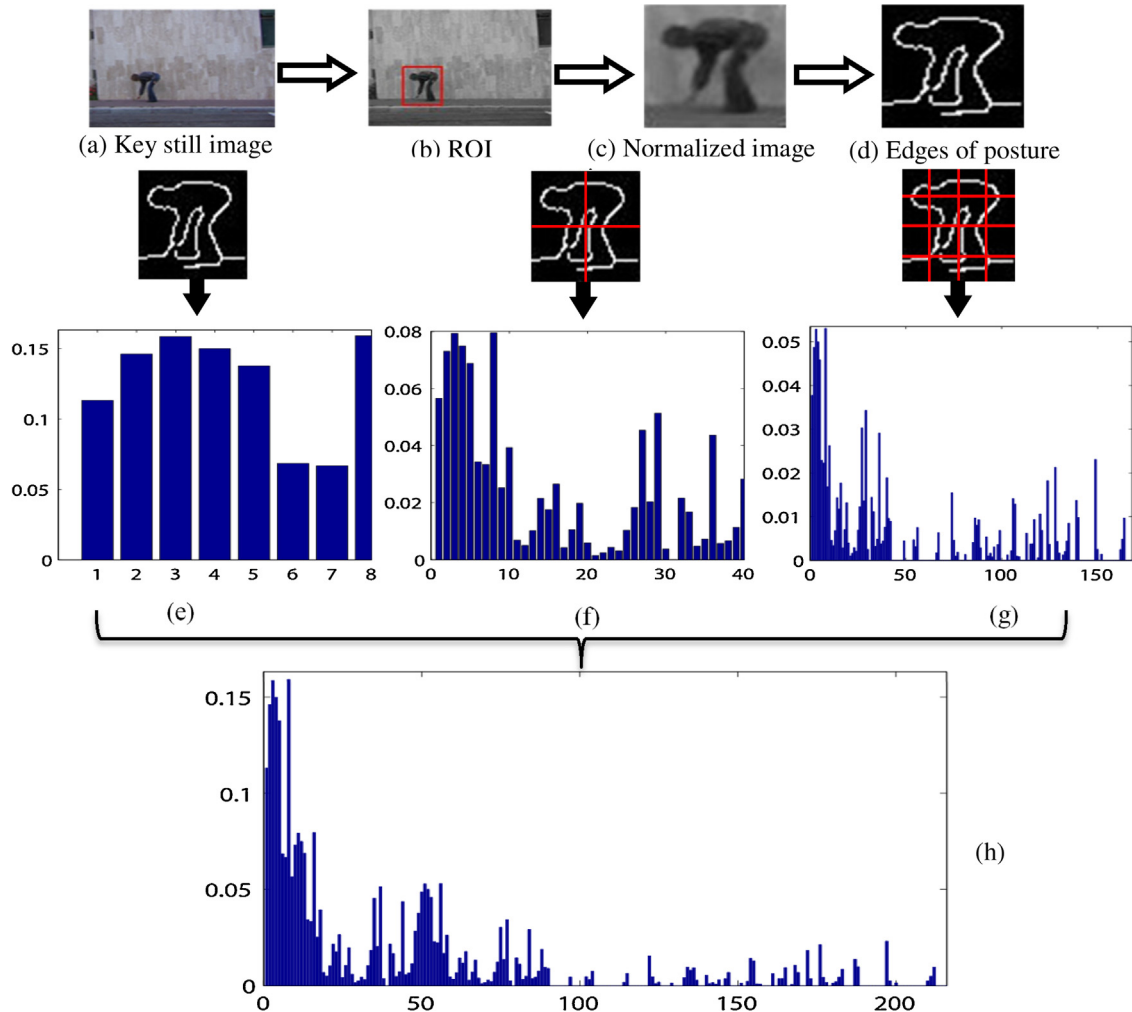 (a) Key still image
(b) ROI
(c) Normalized image
(d) Edges of posture
0.15
0.1
0.05
0
1 2 3 4 5 6 7 8
(e)
0.08
0.06
0.04
0.02
0
0 10 20 30 40
(f)
0.05
0.04
0.03
0.02
0.01
0
0 50 100 150
(g)
0.15
0.1
0.05
0
0 50 100 150 200
(h)